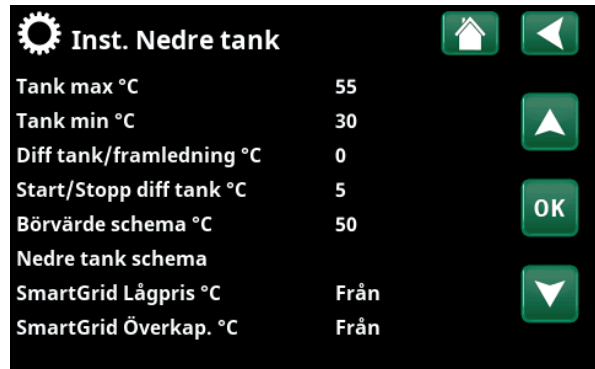 Inst. Nedre tank
Tank max °C 55
Tank min °C 30
Diff tank/framledning °C 0
Start/Stopp diff tank °C 5
Börvärde schema °C 50
Nedre tank schema
SmartGrid Lågpris °C Från
SmartGrid Överkap. °C Från
OK